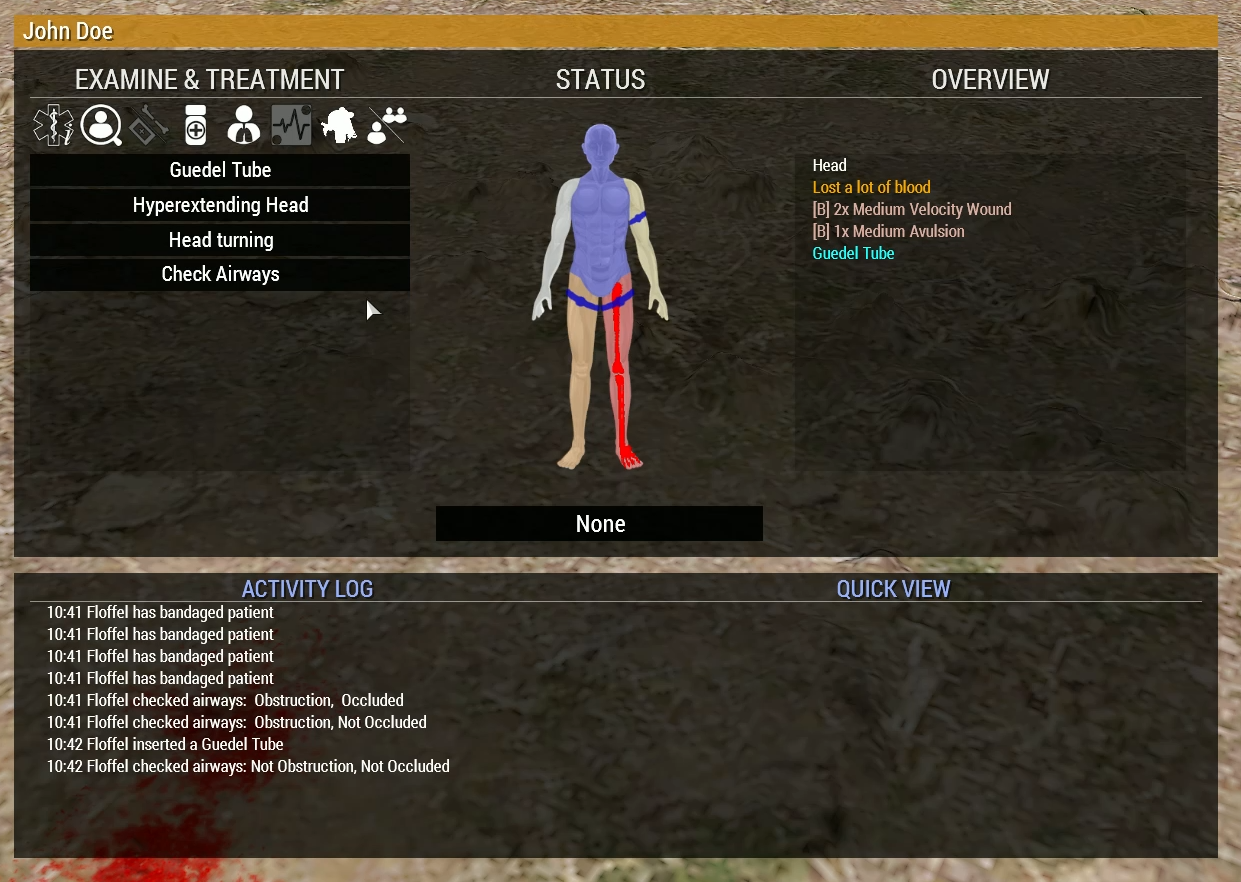 John Doe
EXAMINE & TREATMENT
STATUS
OVERVIEW
Guedel Tube
Hyperextending Head
Head turning
Check Airways
Head
Lost a lot of blood
[B] 2x Medium Velocity Wound
[B] 1x Medium Avulsion
Guedel Tube
None
ACTIVITY LOG
QUICK VIEW
10:41 Floffel has bandaged patient
10:41 Floffel has bandaged patient
10:41 Floffel has bandaged patient
10:41 Floffel has bandaged patient
10:41 Floffel checked airways:  Obstruction,  Occluded
10:41 Floffel checked airways:  Obstruction, Not Occluded
10:42 Floffel inserted a Guedel Tube
10:42 Floffel checked airways: Not Obstruction, Not Occluded